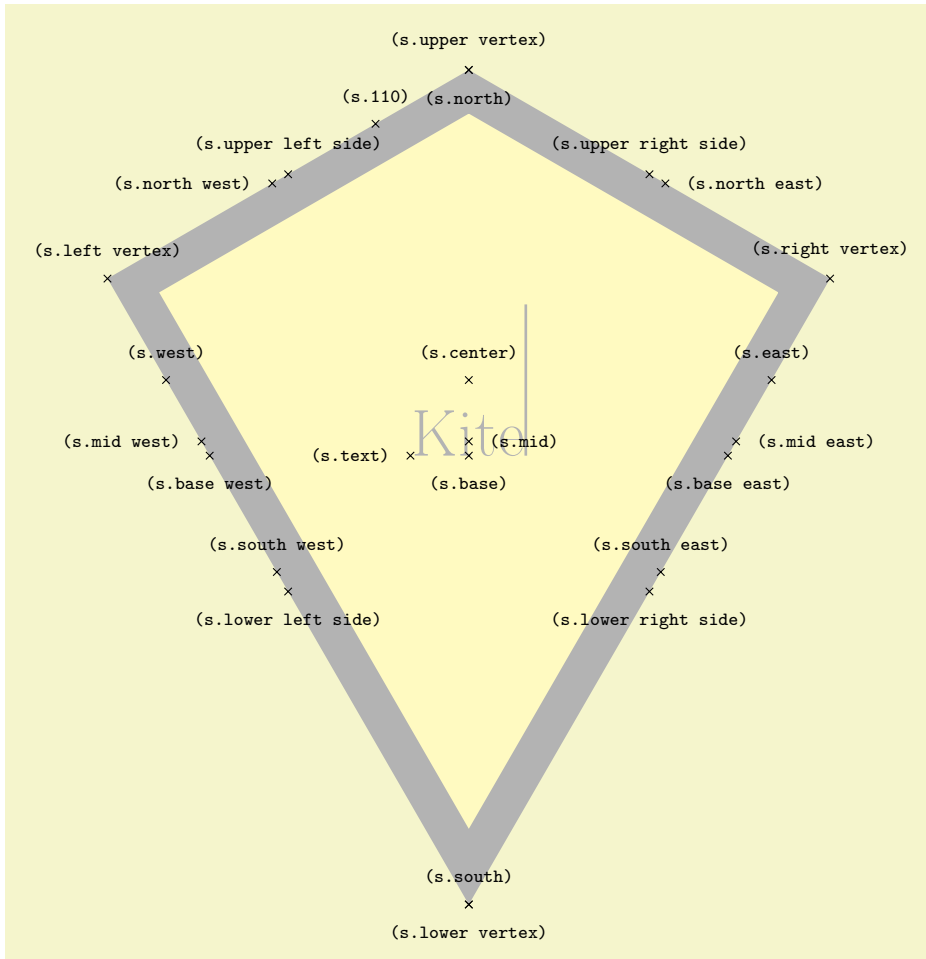 (s.upper vertex)
(s.110) (s.north)
(s.upper left side) (s.upper right side)
(s.north west) (s.north east)
(s.left vertex) (s.right vertex)
(s.west) (s.center) (s.east)
Kite
(s.mid west) (s.mid) (s.mid east)
(s.text)
(s.base west) (s.base) (s.base east)
(s.south west) (s.south east)
(s.lower left side) (s.lower right side)
(s.south)
(s.lower vertex)